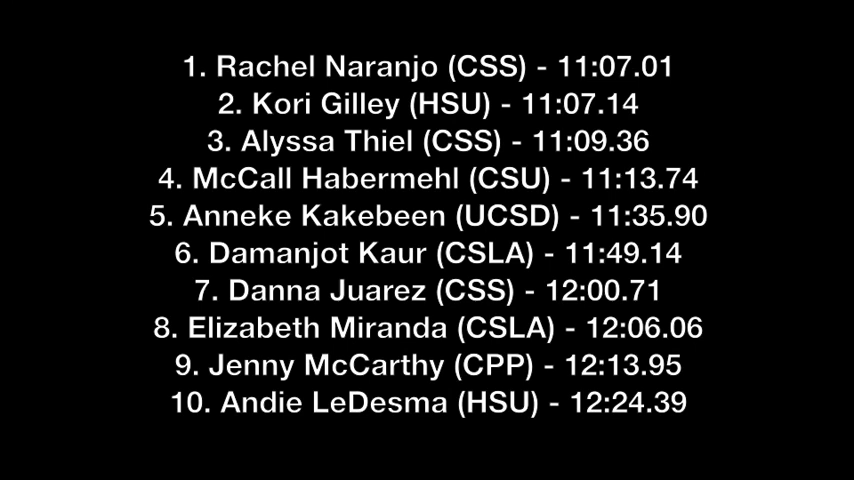 1. Rachel Naranjo (CSS) - 11:07.01
2. Kori Gilley (HSU) - 11:07.14
3. Alyssa Thiel (CSS) - 11:09.36
4. McCall Habermehl (CSU) - 11:13.74
5. Anneke Kakebeen (UCSD) - 11:35.90
6. Damanjot Kaur (CSLA) - 11:49.14
7. Danna Juarez (CSS) - 12:00.71
8. Elizabeth Miranda (CSLA) - 12:06.06
9. Jenny McCarthy (CPP) - 12:13.95
10. Andie LeDesma (HSU) - 12:24.39